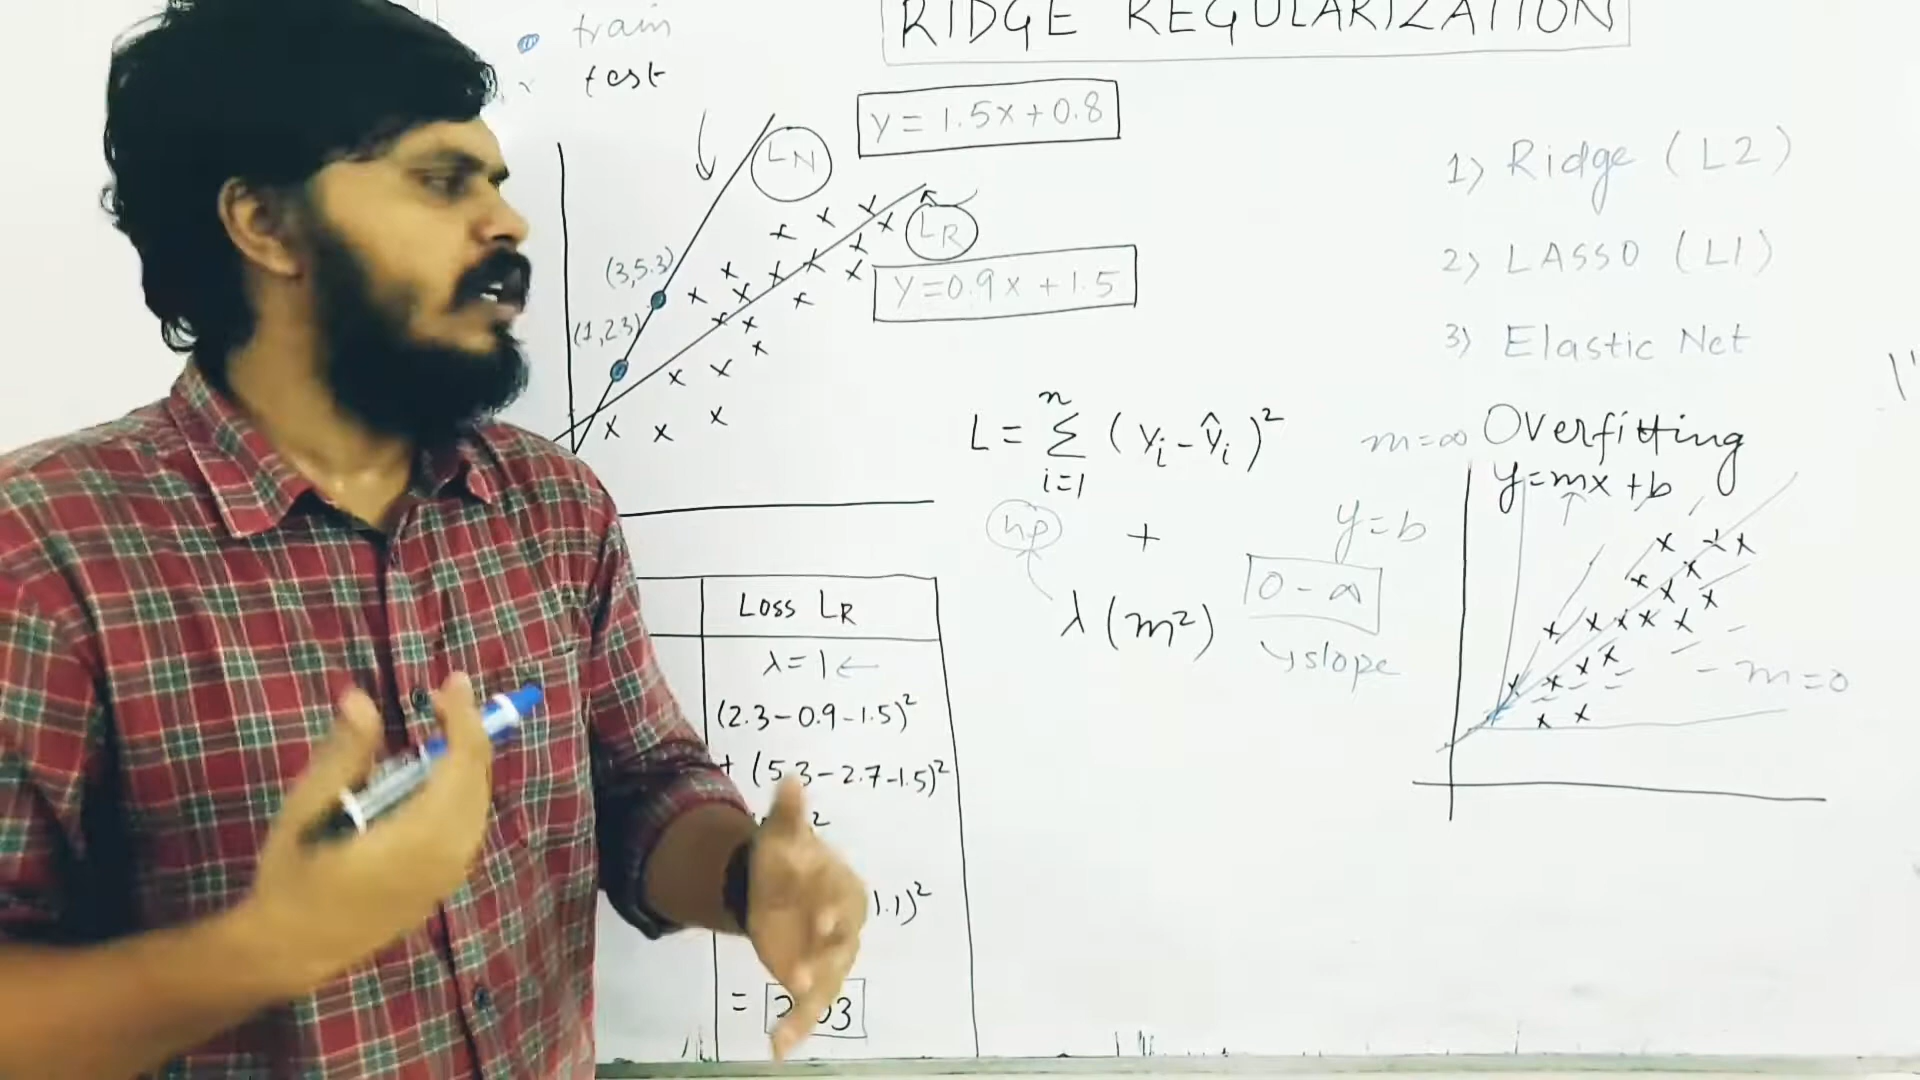 RIDGE REGULARIZATION
train
test
LN
y = 1.5x + 0.8
(3,5.3)
(1,2.3)
LR
y = 0.9x + 1.5
1) Ridge (L2)
2) LASSO (L1)
3) Elastic Net
L = Σ (yᵢ - ŷᵢ)²
n
i=1
hp
+
λ (m²)
0 - ∞
slope
y = b
m = ∞
Overfitting
y = mx + b
m = 0
Loss LR
λ = 1
(2.3 - 0.9 - 1.5)²
+ (5.3 - 2.7 - 1.5)²
1.1)²
=